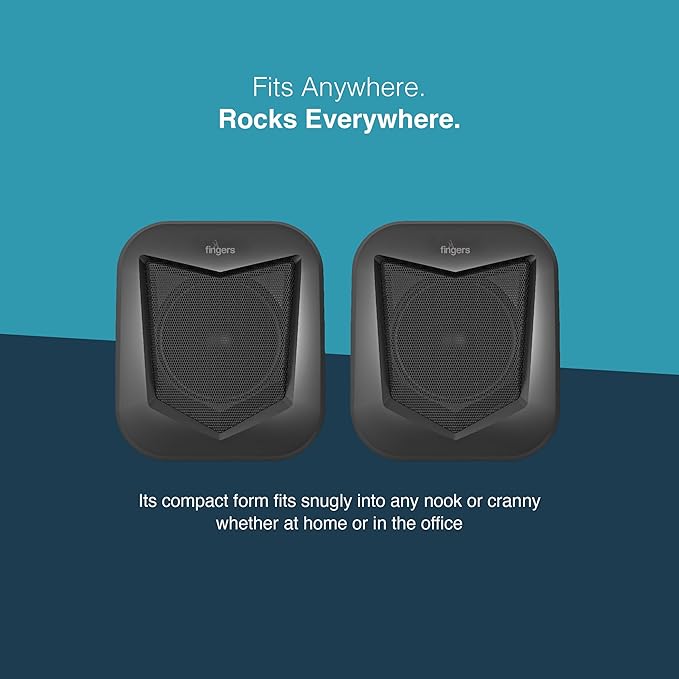 Fits Anywhere.
Rocks Everywhere.
fingers
fingers
Its compact form fits snugly into any nook or cranny
whether at home or in the office